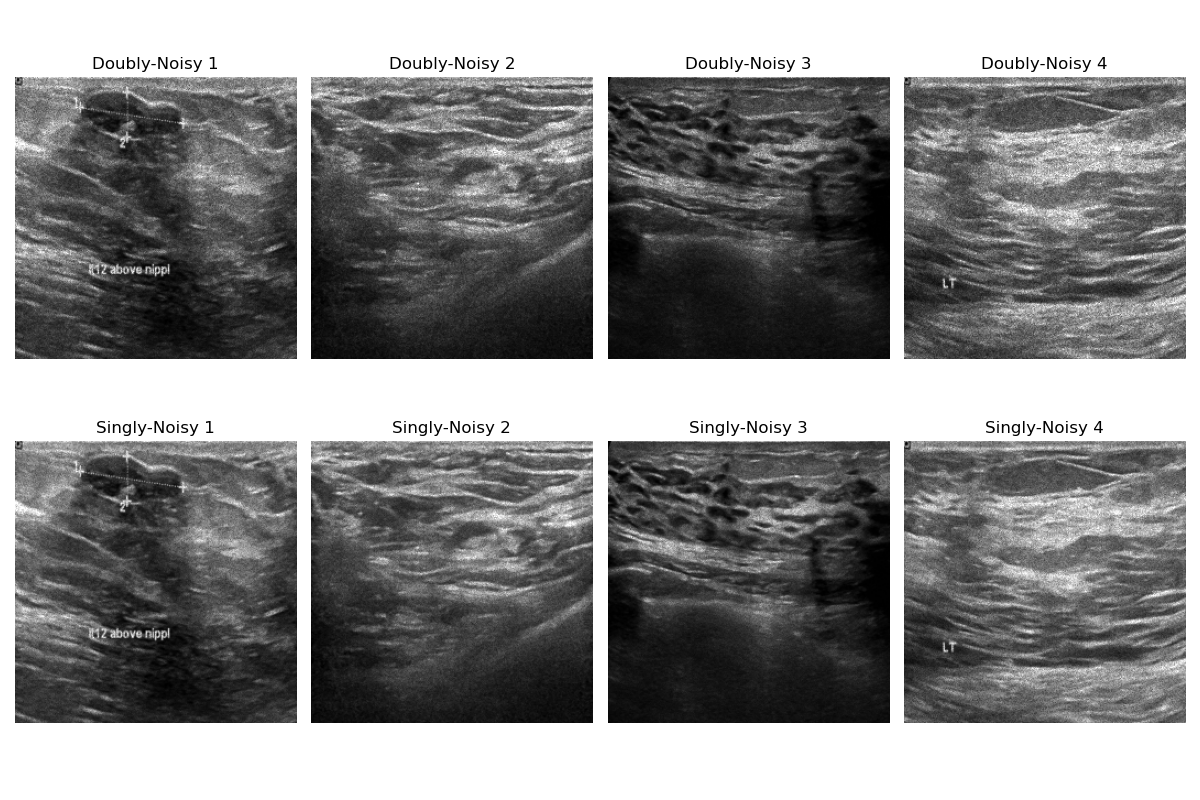 Doubly-Noisy 1
Doubly-Noisy 2
Doubly-Noisy 3
Doubly-Noisy 4
1
2
lt12 above nippl
LT
Singly-Noisy 1
Singly-Noisy 2
Singly-Noisy 3
Singly-Noisy 4
1
2
lt12 above nippl
LT